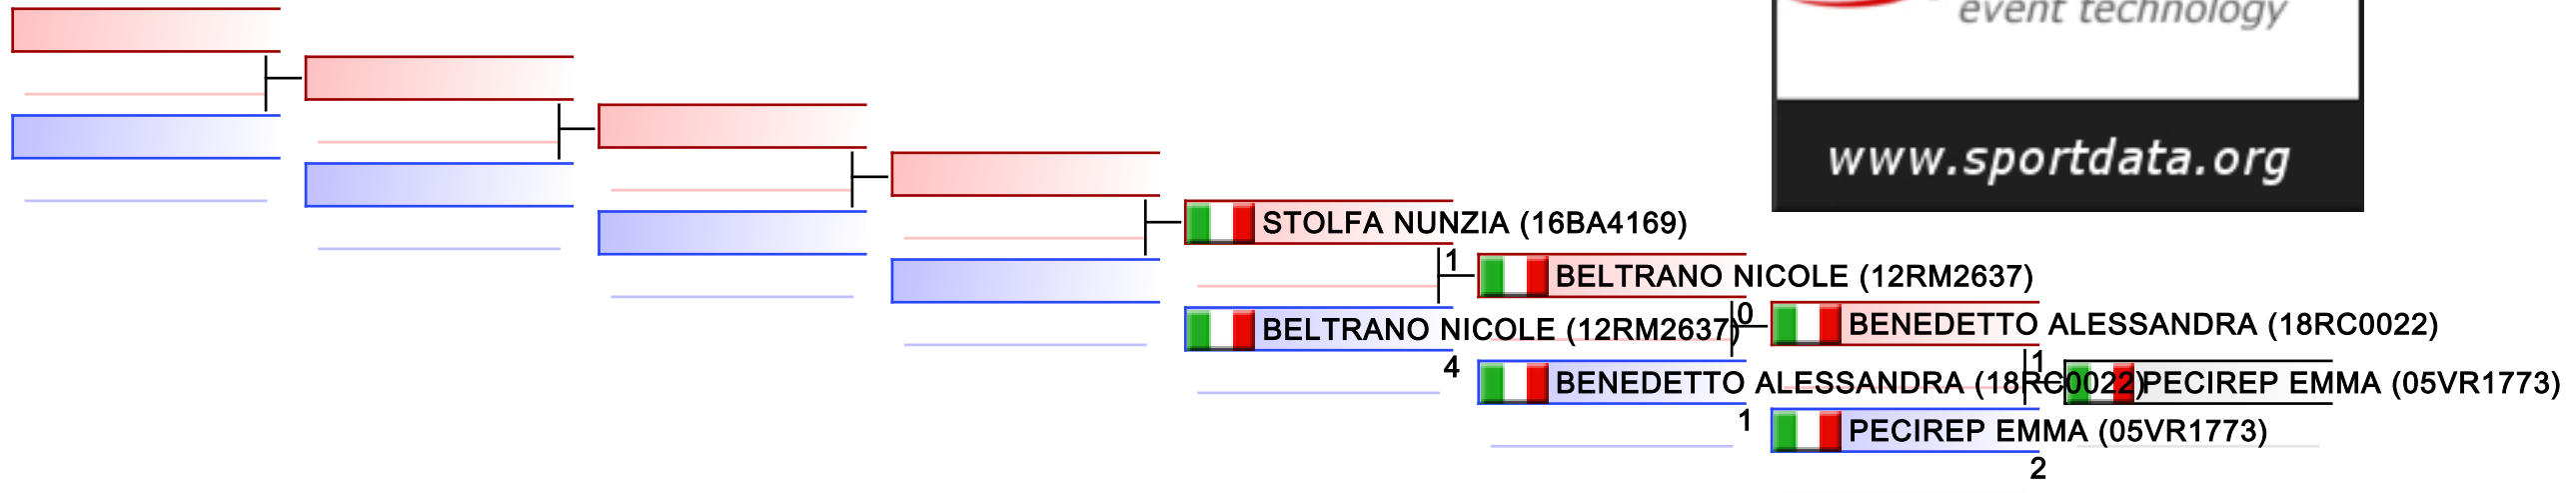 event technology
www.sportdata.org
STOLFA NUNZIA (16BA4169)
1
BELTRANO NICOLE (12RM2637)
0
BELTRANO NICOLE (12RM2637)
4
BENEDETTO ALESSANDRA (18RC0022)
1
BENEDETTO ALESSANDRA (18RC0022)
1
PECIREP EMMA (05VR1773)
2
PECIREP EMMA (05VR1773)